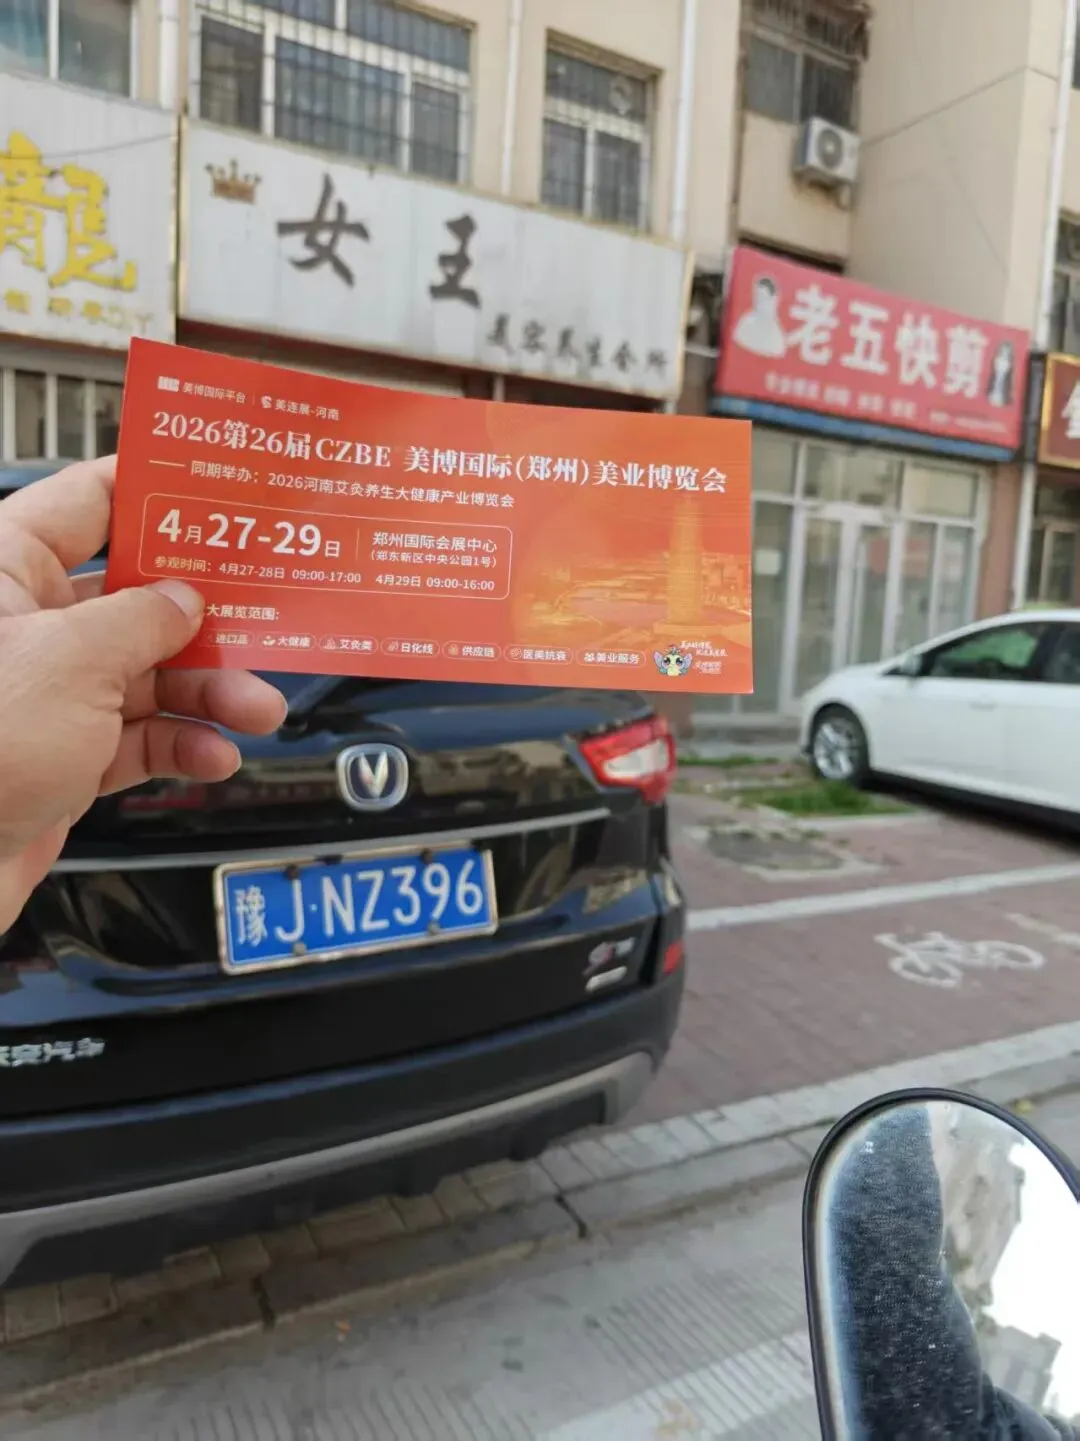 龍
女王
美容养生会所
老五快剪
美博国际平台 美连展-河南
2026第26届CZBE 美博国际(郑州)美业博览会
同期举办：2026河南艾灸养生大健康产业博览会
4月27-29日
郑州国际会展中心
(郑东新区中央公园1号)
参观时间：4月27-28日 09:00-17:00 4月29日 09:00-16:00
大展览范围:
进口品 大健康 艾灸类 日化线 供应链 医美抗衰 美业服务
豫J·NZ396
长安汽车